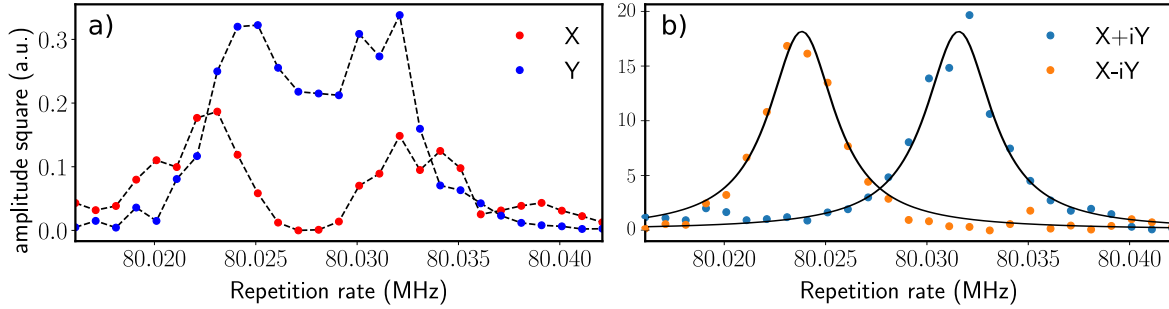 a)
X
Y
0.3
0.2
0.1
0.0
amplitude square (a.u.)
80.020 80.025 80.030 80.035 80.040
Repetition rate (MHz)
b)
X+iY
X-iY
20
15
10
5
0
80.020 80.025 80.030 80.035 80.040
Repetition rate (MHz)